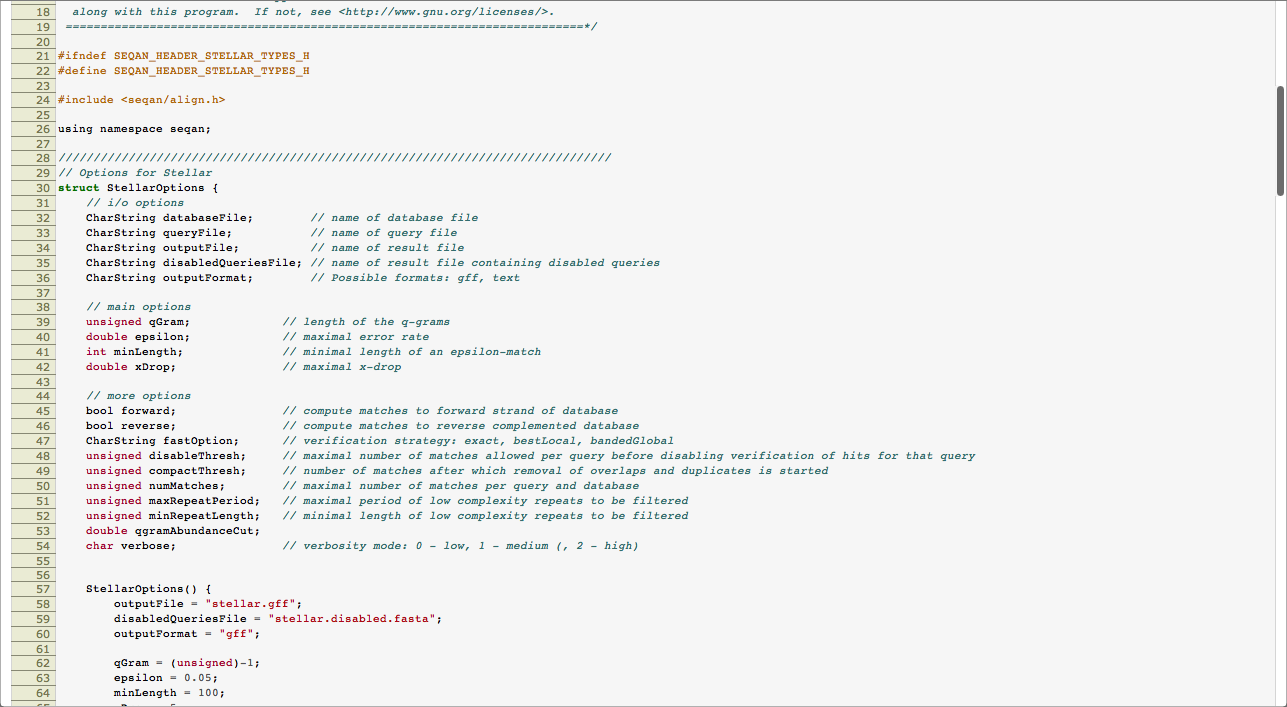 18 along with this program.  If not, see <http://www.gnu.org/licenses/>.
19 ==========================================================================*/
20
21 #ifndef SEQAN_HEADER_STELLAR_TYPES_H
22 #define SEQAN_HEADER_STELLAR_TYPES_H
23
24 #include <seqan/align.h>
25
26 using namespace seqan;
27
28 ///////////////////////////////////////////////////////////////////////////////
29 // Options for Stellar
30 struct StellarOptions {
31     // i/o options
32     CharString databaseFile;        // name of database file
33     CharString queryFile;           // name of query file
34     CharString outputFile;          // name of result file
35     CharString disabledQueriesFile; // name of result file containing disabled queries
36     CharString outputFormat;        // Possible formats: gff, text
37
38     // main options
39     unsigned qGram;             // length of the q-grams
40     double epsilon;             // maximal error rate
41     int minLength;              // minimal length of an epsilon-match
42     double xDrop;               // maximal x-drop
43
44     // more options
45     bool forward;               // compute matches to forward strand of database
46     bool reverse;               // compute matches to reverse complemented database
47     CharString fastOption;      // verification strategy: exact, bestLocal, bandedGlobal
48     unsigned disableThresh;     // maximal number of matches allowed per query before disabling verification of hits for that query
49     unsigned compactThresh;     // number of matches after which removal of overlaps and duplicates is started
50     unsigned numMatches;        // maximal number of matches per query and database
51     unsigned maxRepeatPeriod;   // maximal period of low complexity repeats to be filtered
52     unsigned minRepeatLength;   // minimal length of low complexity repeats to be filtered
53     double qgramAbundanceCut;
54     char verbose;               // verbosity mode: 0 - low, 1 - medium (, 2 - high)
55
56
57     StellarOptions() {
58         outputFile = "stellar.gff";
59         disabledQueriesFile = "stellar.disabled.fasta";
60         outputFormat = "gff";
61
62         qGram = (unsigned)-1;
63         epsilon = 0.05;
64         minLength = 100;